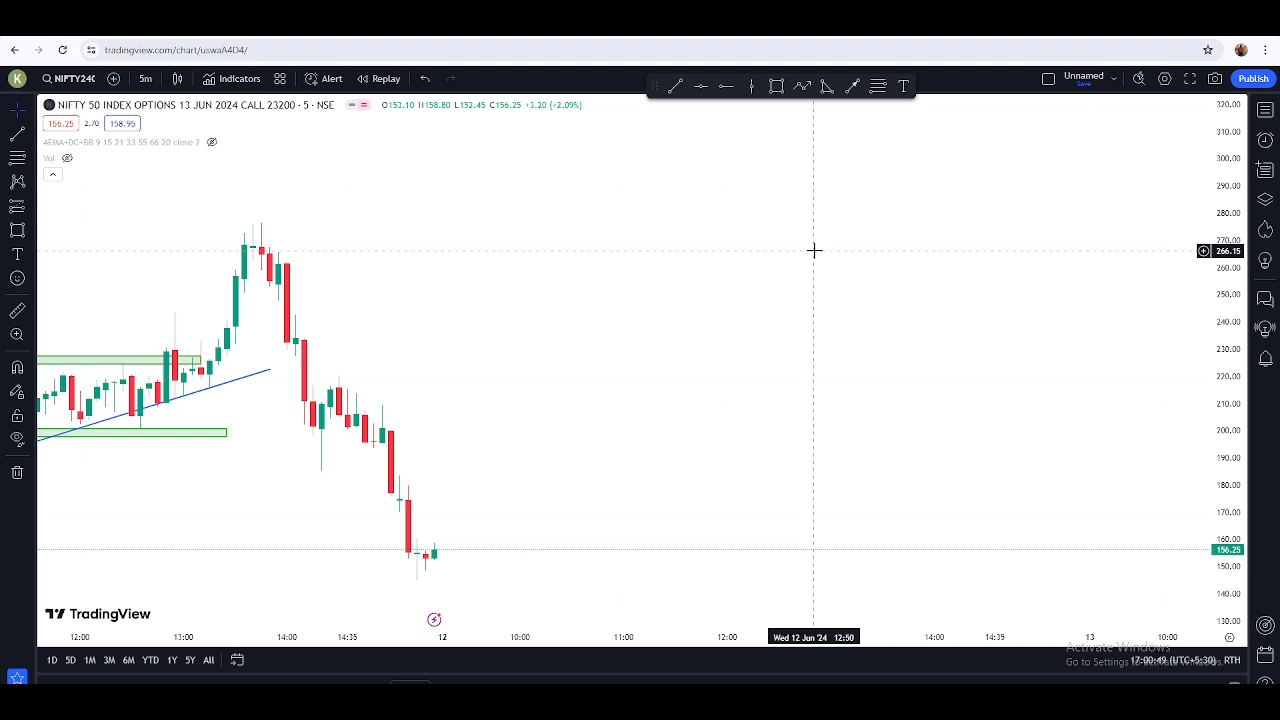 tradingview.com/chart/uswaA4D4/
K NIFTY24C 5m Indicators Alert Replay Unnamed Save Publish
NIFTY 50 INDEX OPTIONS 13 JUN 2024 CALL 23200 · 5 · NSE O153.10 H158.80 L152.45 C156.25 +3.20 (+2.09%)
156.25 2.70 158.95
4EMA+DC+BB 9 15 21 33 55 66 20 close 2
Vol
320.00
310.00
300.00
290.00
280.00
270.00
266.15
260.00
250.00
240.00
230.00
220.00
210.00
200.00
190.00
180.00
170.00
160.00
156.25
150.00
140.00
130.00
TradingView
12:00 13:00 14:00 14:35 12 10:00 11:00 12:00 Wed 12 Jun '24 12:50 14:00 14:35 13 10:00
Activate Windows
Go to Settings to activate Windows.
1D 5D 1M 3M 6M YTD 1Y 5Y All 17:00:49 (UTC+5:30) RTH